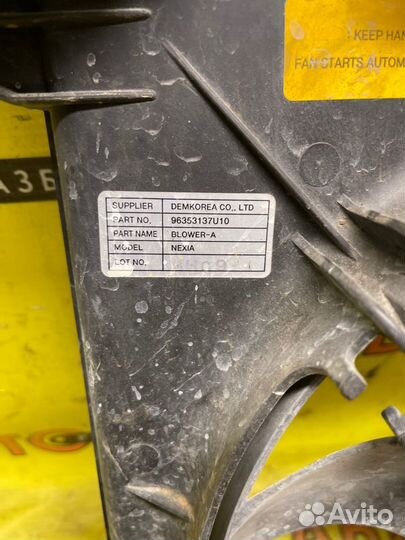 KEEP HAN
FAN STARTS AUTOM
РАЗБ
SUPPLIER DEMKOREA CO., LTD
PART NO. 96353137U10
PART NAME BLOWER-A
MODEL NEXIA
LOT NO.
Avito